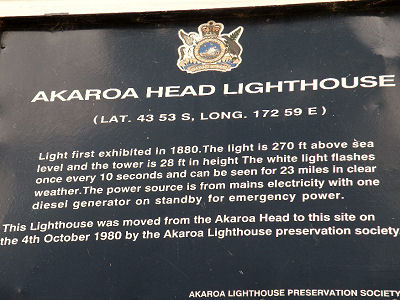 AKAROA HEAD LIGHTHOUSE
(LAT. 43 53 S, LONG. 172 59 E)
Light first exhibited in 1880.The light is 270 ft above sea
level and the tower is 28 ft in height The white light flashes
once every 10 seconds and can be seen for 23 miles in clear
weather.The power source is from mains electricity with one
diesel generator on standby for emergency power.
This Lighthouse was moved from the Akaroa Head to this site on
the 4th October 1980 by the Akaroa Lighthouse preservation society
AKAROA LIGHTHOUSE PRESERVATION SOCIETY